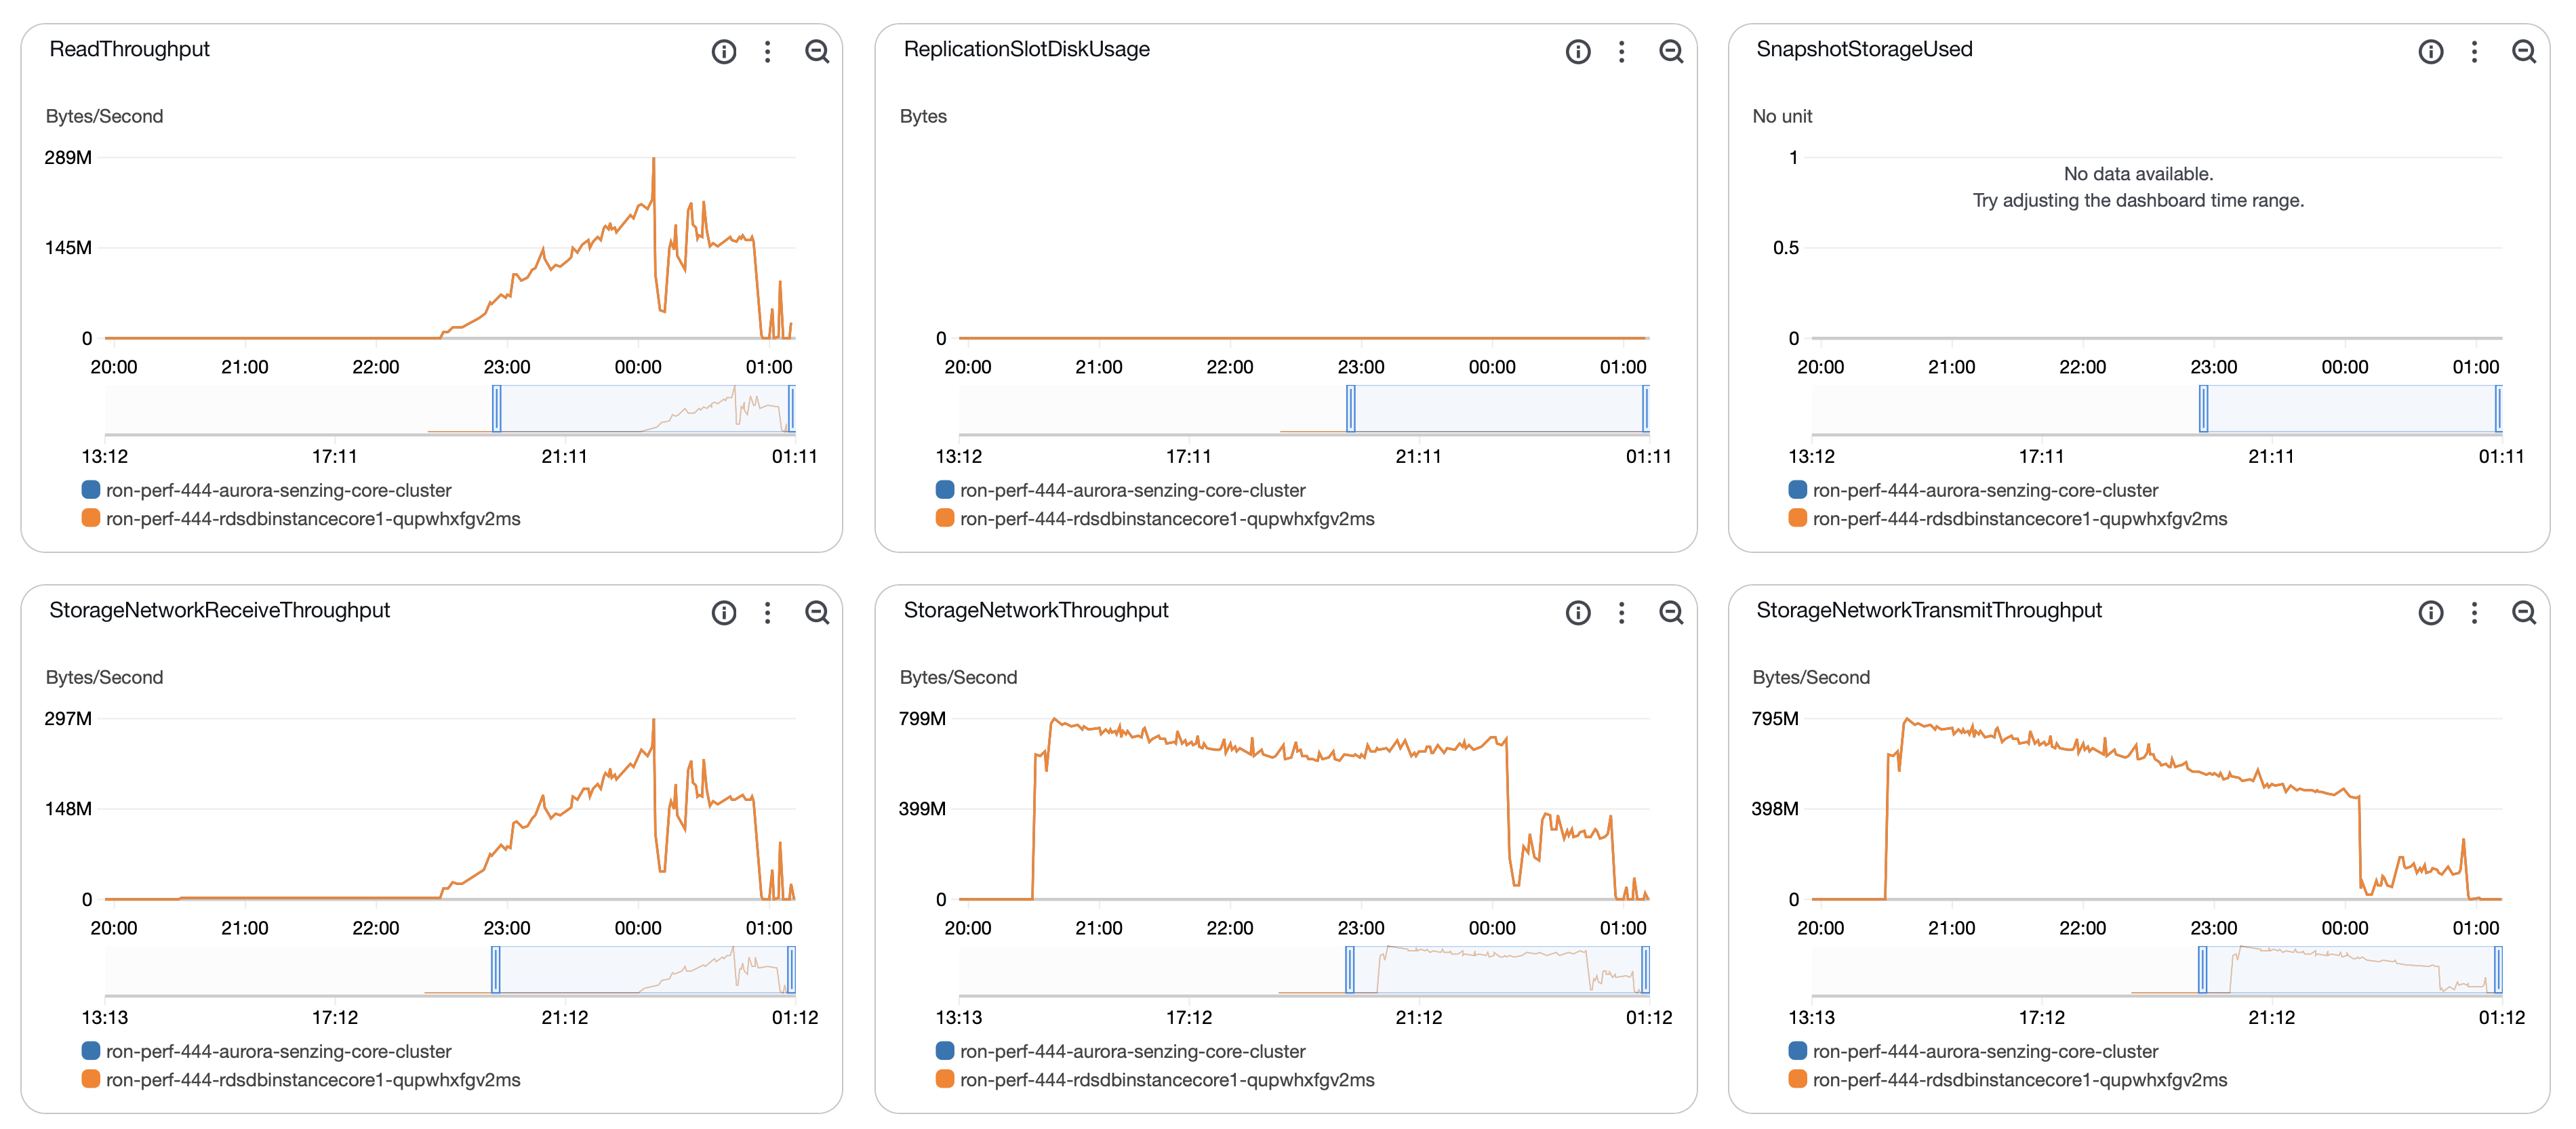 ReadThroughput
Bytes/Second
289M
145M
0
20:00 21:00 22:00 23:00 00:00 01:00
13:12 17:11 21:11 01:11
ron-perf-444-aurora-senzing-core-cluster
ron-perf-444-rdsdbinstancecore1-qupwhxfgv2ms
ReplicationSlotDiskUsage
Bytes
0
20:00 21:00 22:00 23:00 00:00 01:00
13:12 17:11 21:11 01:11
ron-perf-444-aurora-senzing-core-cluster
ron-perf-444-rdsdbinstancecore1-qupwhxfgv2ms
SnapshotStorageUsed
No unit
1
No data available.
Try adjusting the dashboard time range.
0.5
0
20:00 21:00 22:00 23:00 00:00 01:00
13:12 17:11 21:11 01:11
ron-perf-444-aurora-senzing-core-cluster
ron-perf-444-rdsdbinstancecore1-qupwhxfgv2ms
StorageNetworkReceiveThroughput
Bytes/Second
297M
148M
0
20:00 21:00 22:00 23:00 00:00 01:00
13:13 17:12 21:12 01:12
ron-perf-444-aurora-senzing-core-cluster
ron-perf-444-rdsdbinstancecore1-qupwhxfgv2ms
StorageNetworkThroughput
Bytes/Second
799M
399M
0
20:00 21:00 22:00 23:00 00:00 01:00
13:13 17:12 21:12 01:12
ron-perf-444-aurora-senzing-core-cluster
ron-perf-444-rdsdbinstancecore1-qupwhxfgv2ms
StorageNetworkTransmitThroughput
Bytes/Second
795M
398M
0
20:00 21:00 22:00 23:00 00:00 01:00
13:13 17:12 21:12 01:12
ron-perf-444-aurora-senzing-core-cluster
ron-perf-444-rdsdbinstancecore1-qupwhxfgv2ms